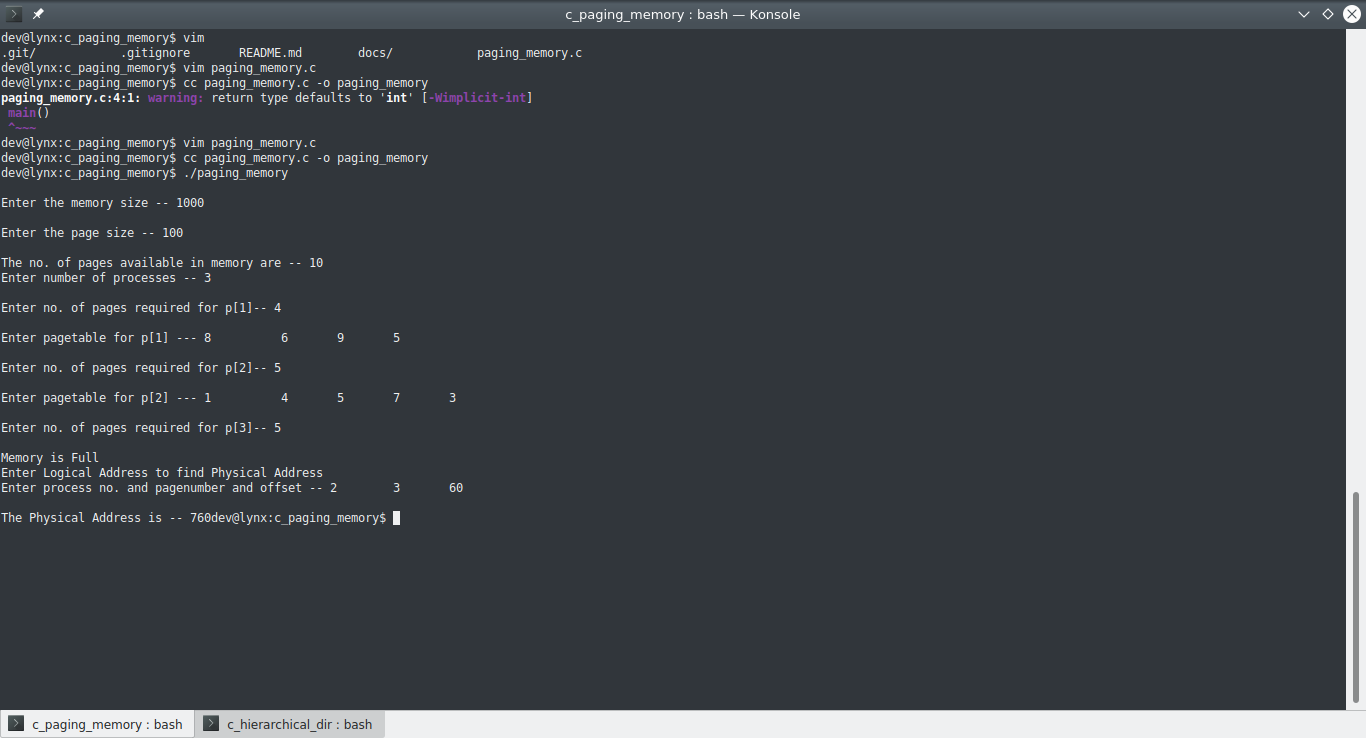 c_paging_memory : bash — Konsole
dev@lynx:c_paging_memory$ vim
.git/            .gitignore       README.md        docs/            paging_memory.c
dev@lynx:c_paging_memory$ vim paging_memory.c
dev@lynx:c_paging_memory$ cc paging_memory.c -o paging_memory
paging_memory.c:4:1: warning: return type defaults to 'int' [-Wimplicit-int]
 main()
 ^~~~
dev@lynx:c_paging_memory$ vim paging_memory.c
dev@lynx:c_paging_memory$ cc paging_memory.c -o paging_memory
dev@lynx:c_paging_memory$ ./paging_memory
Enter the memory size -- 1000
Enter the page size -- 100
The no. of pages available in memory are -- 10
Enter number of processes -- 3
Enter no. of pages required for p[1]-- 4
Enter pagetable for p[1] --- 8          6       9       5
Enter no. of pages required for p[2]-- 5
Enter pagetable for p[2] --- 1          4       5       7       3
Enter no. of pages required for p[3]-- 5
Memory is Full
Enter Logical Address to find Physical Address
Enter process no. and pagenumber and offset -- 2        3       60
The Physical Address is -- 760dev@lynx:c_paging_memory$
c_paging_memory : bash
c_hierarchical_dir : bash